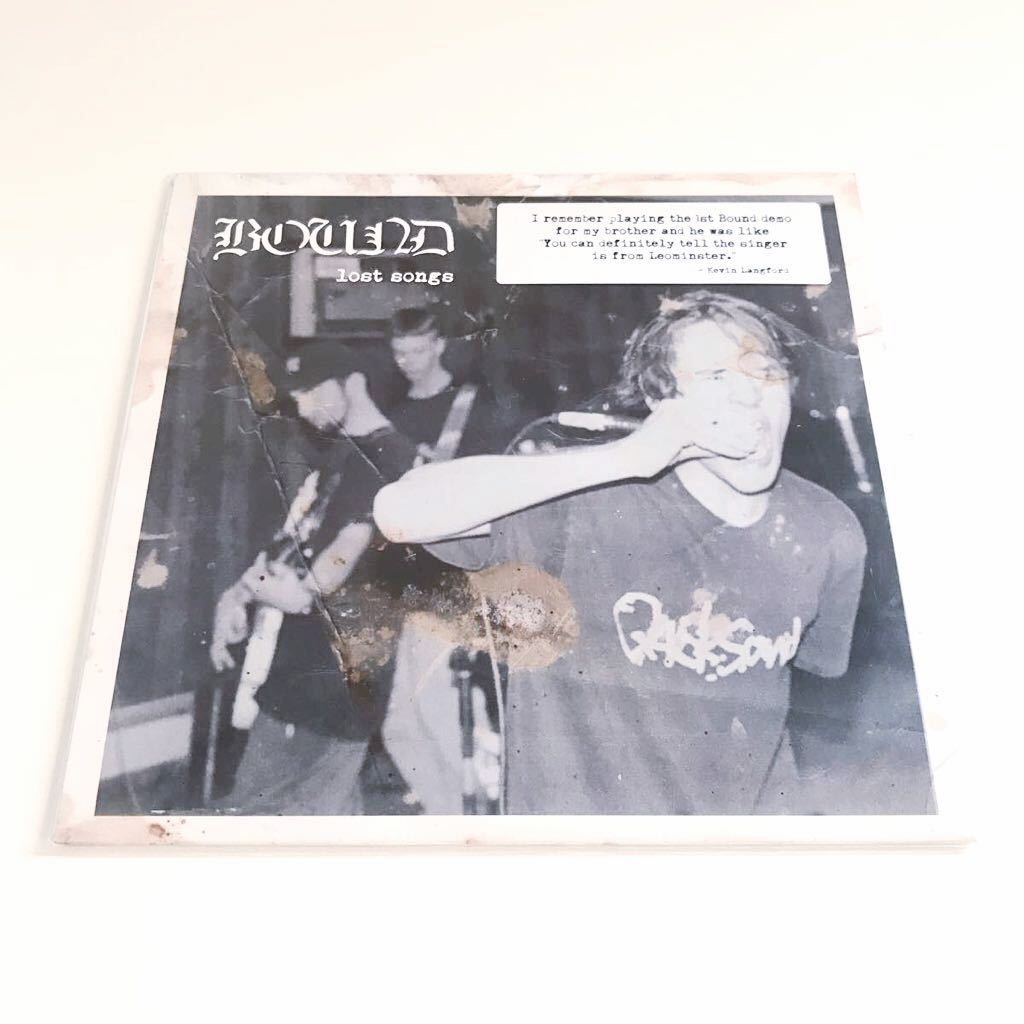 BOUND
lost songs
I remember playing the 1st Bound demo
for my brother and he was like
"You can definitely tell the singer
is from Leominster."
- Kevin Langford